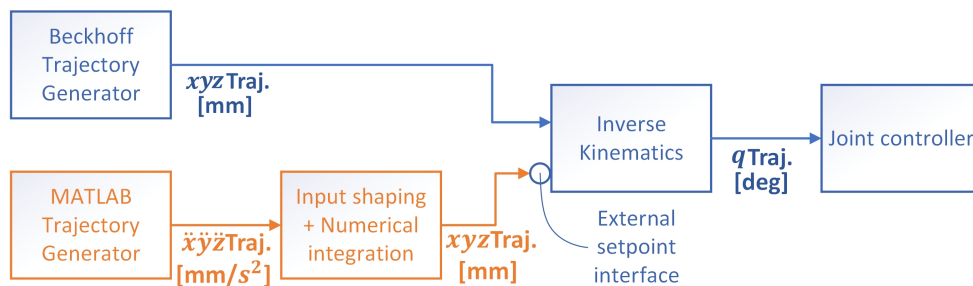 Beckhoff
Trajectory
Generator
xyz Traj.
[mm]
Inverse
Kinematics
q Traj.
[deg]
Joint controller
MATLAB
Trajectory
Generator
ẍÿz̈ Traj.
[mm/s²]
Input shaping
+ Numerical
integration
xyz Traj.
[mm]
External
setpoint
interface